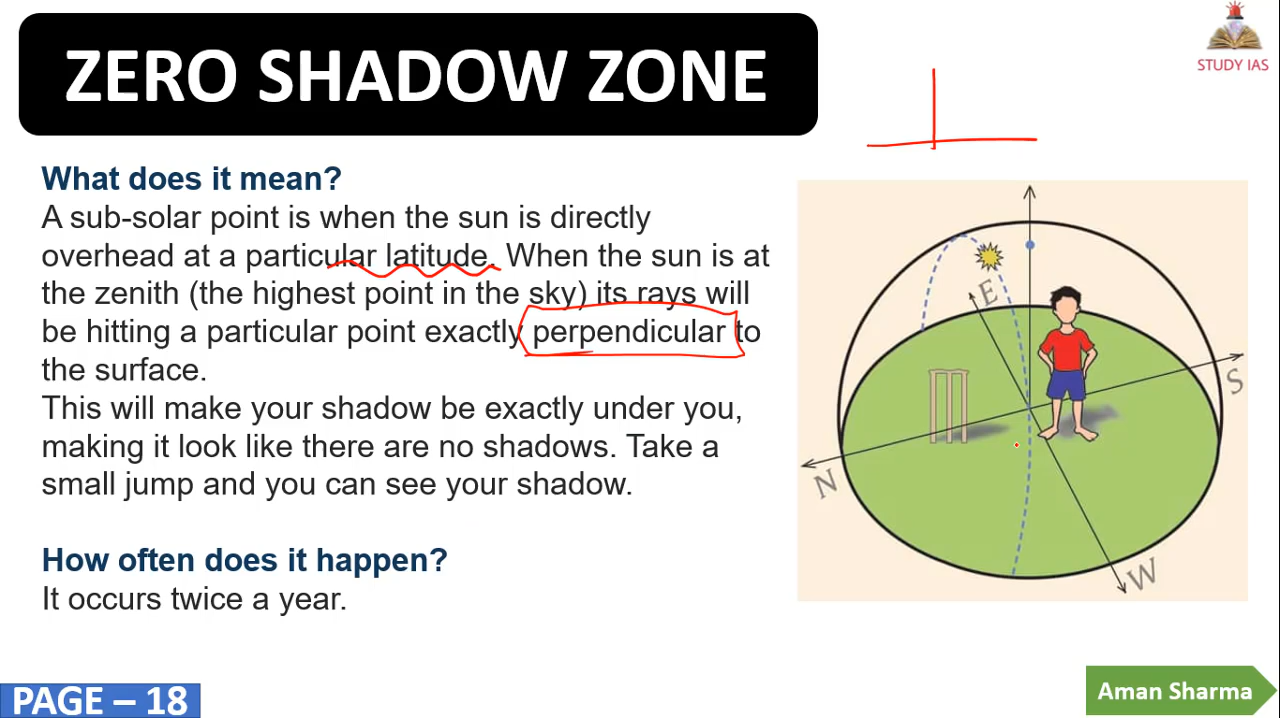 ZERO SHADOW ZONE
STUDY IAS
What does it mean?
A sub-solar point is when the sun is directly
overhead at a particular latitude. When the sun is at
the zenith (the highest point in the sky) its rays will
be hitting a particular point exactly perpendicular to
the surface.
This will make your shadow be exactly under you,
making it look like there are no shadows. Take a
small jump and you can see your shadow.
How often does it happen?
It occurs twice a year.
E
S
N
W
PAGE – 18
Aman Sharma